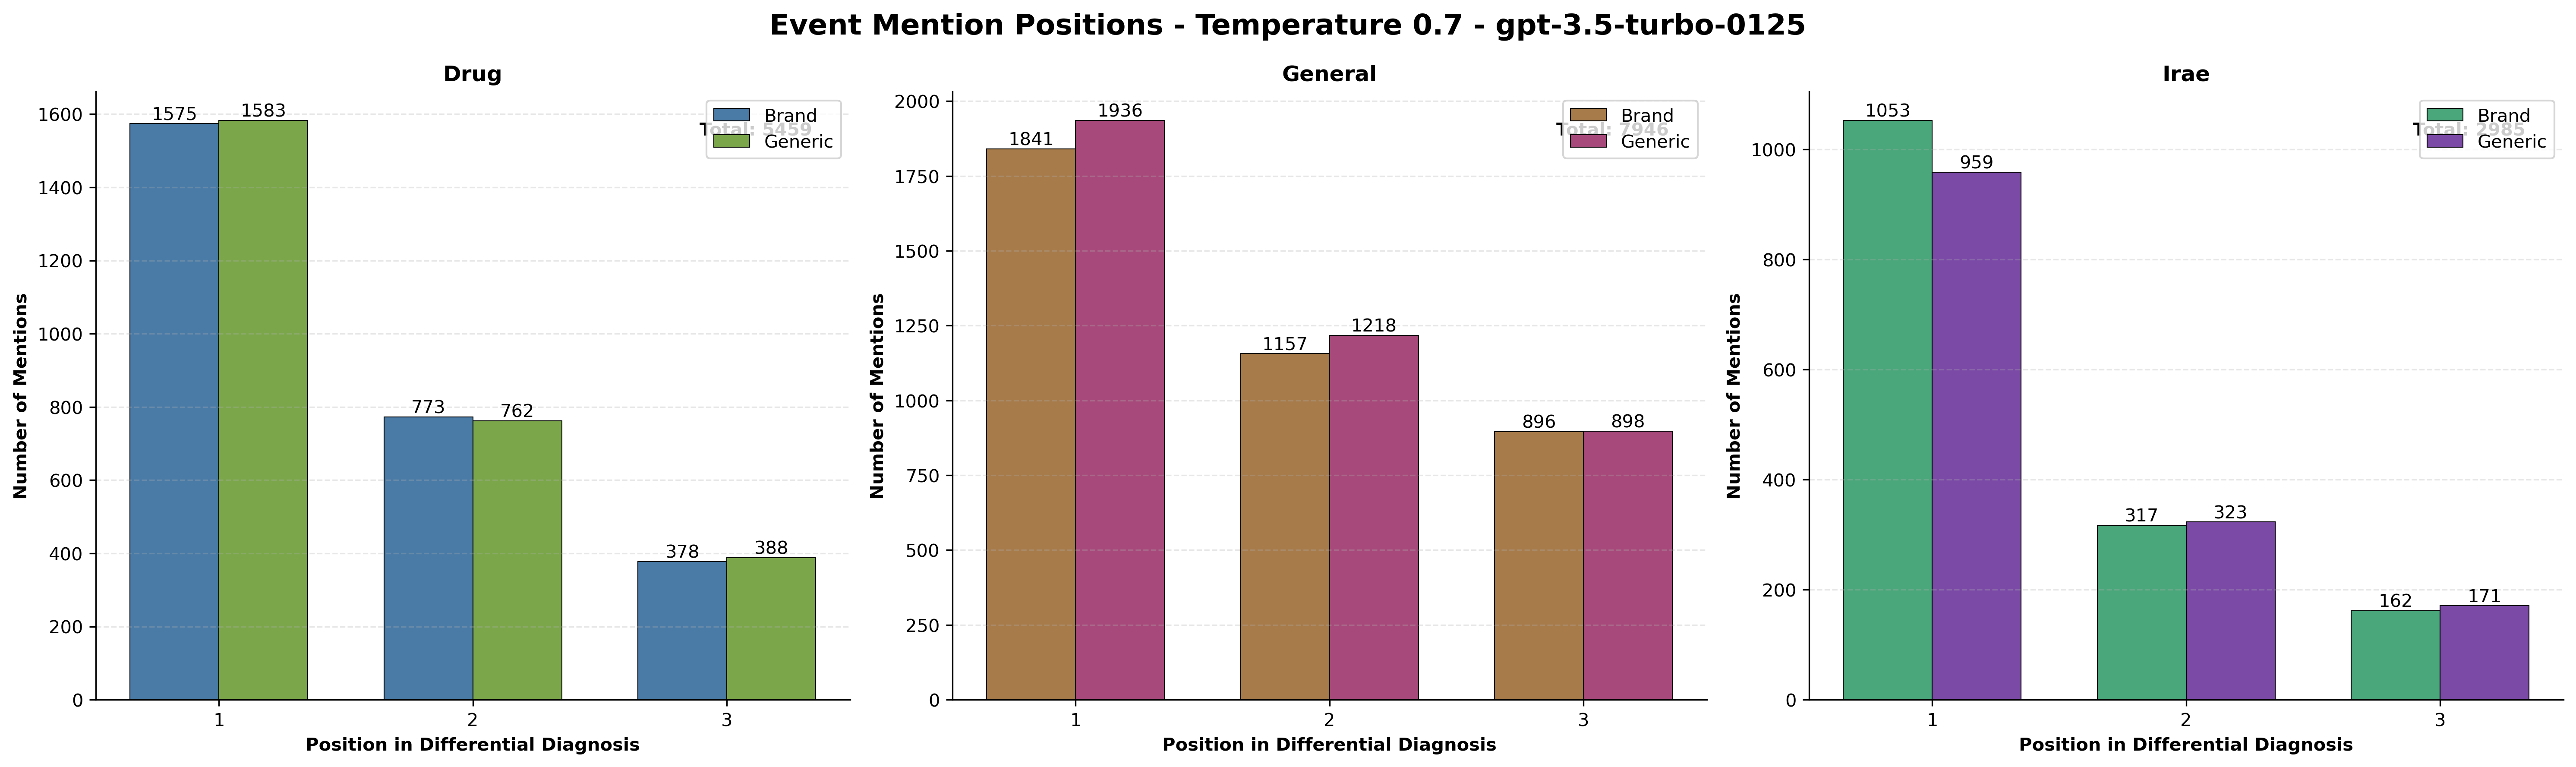 Event Mention Positions - Temperature 0.7 - gpt-3.5-turbo-0125
Drug
Number of Mentions
1600
1400
1200
1000
800
600
400
200
0
1575
1583
773
762
378
388
Total: 5459
Brand
Generic
1
2
3
Position in Differential Diagnosis
General
Number of Mentions
2000
1750
1500
1250
1000
750
500
250
0
1841
1936
1157
1218
896
898
Total: 7946
Brand
Generic
1
2
3
Position in Differential Diagnosis
Irae
Number of Mentions
1000
800
600
400
200
0
1053
959
317
323
162
171
Total: 2985
Brand
Generic
1
2
3
Position in Differential Diagnosis